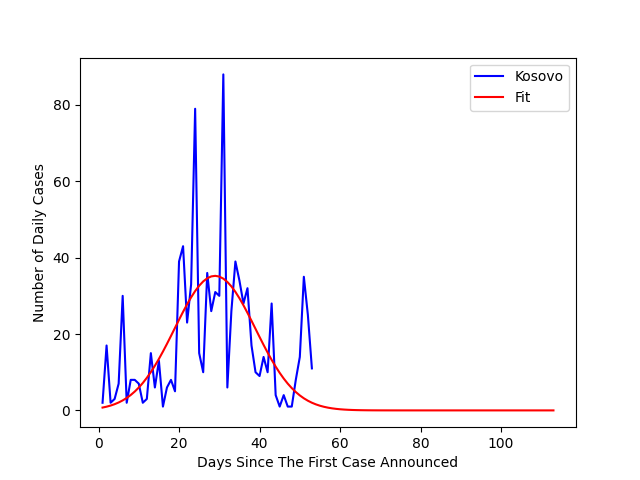 Kosovo
Fit
Number of Daily Cases
80
60
40
20
0
0 20 40 60 80 100
Days Since The First Case Announced